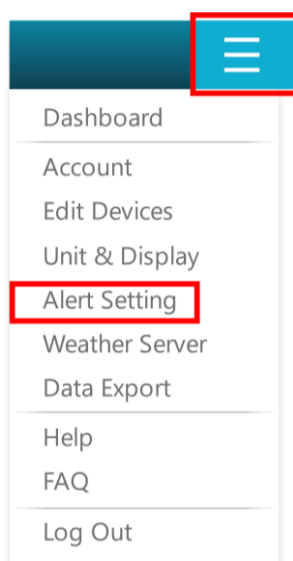 Dashboard
Account
Edit Devices
Unit & Display
Alert Setting
Weather Server
Data Export
Help
FAQ
Log Out